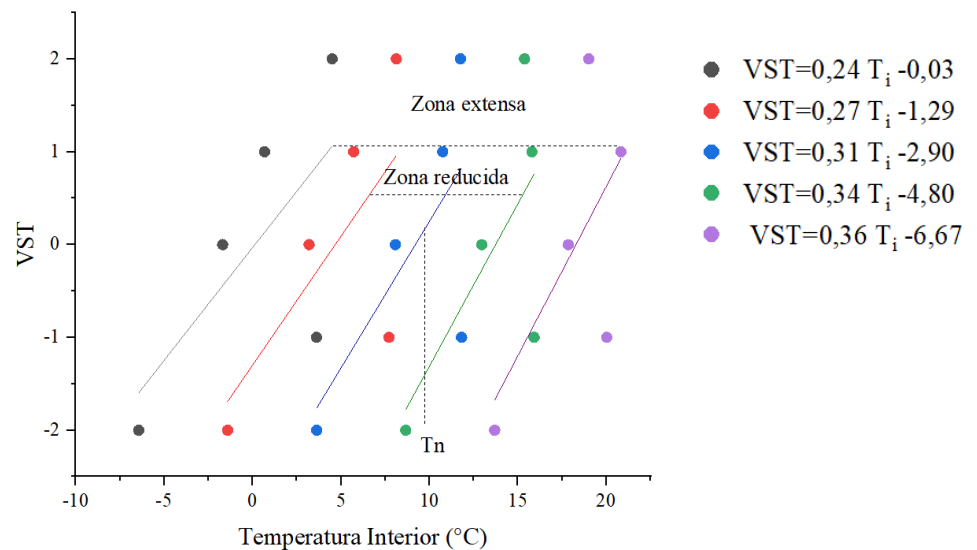 2
1
0
-1
-2
VST
Zona extensa
Zona reducida
Tn
-10
-5
0
5
10
15
20
Temperatura Interior (°C)
VST=0,24 Ti -0,03
VST=0,27 Ti -1,29
VST=0,31 Ti -2,90
VST=0,34 Ti -4,80
VST=0,36 Ti -6,67